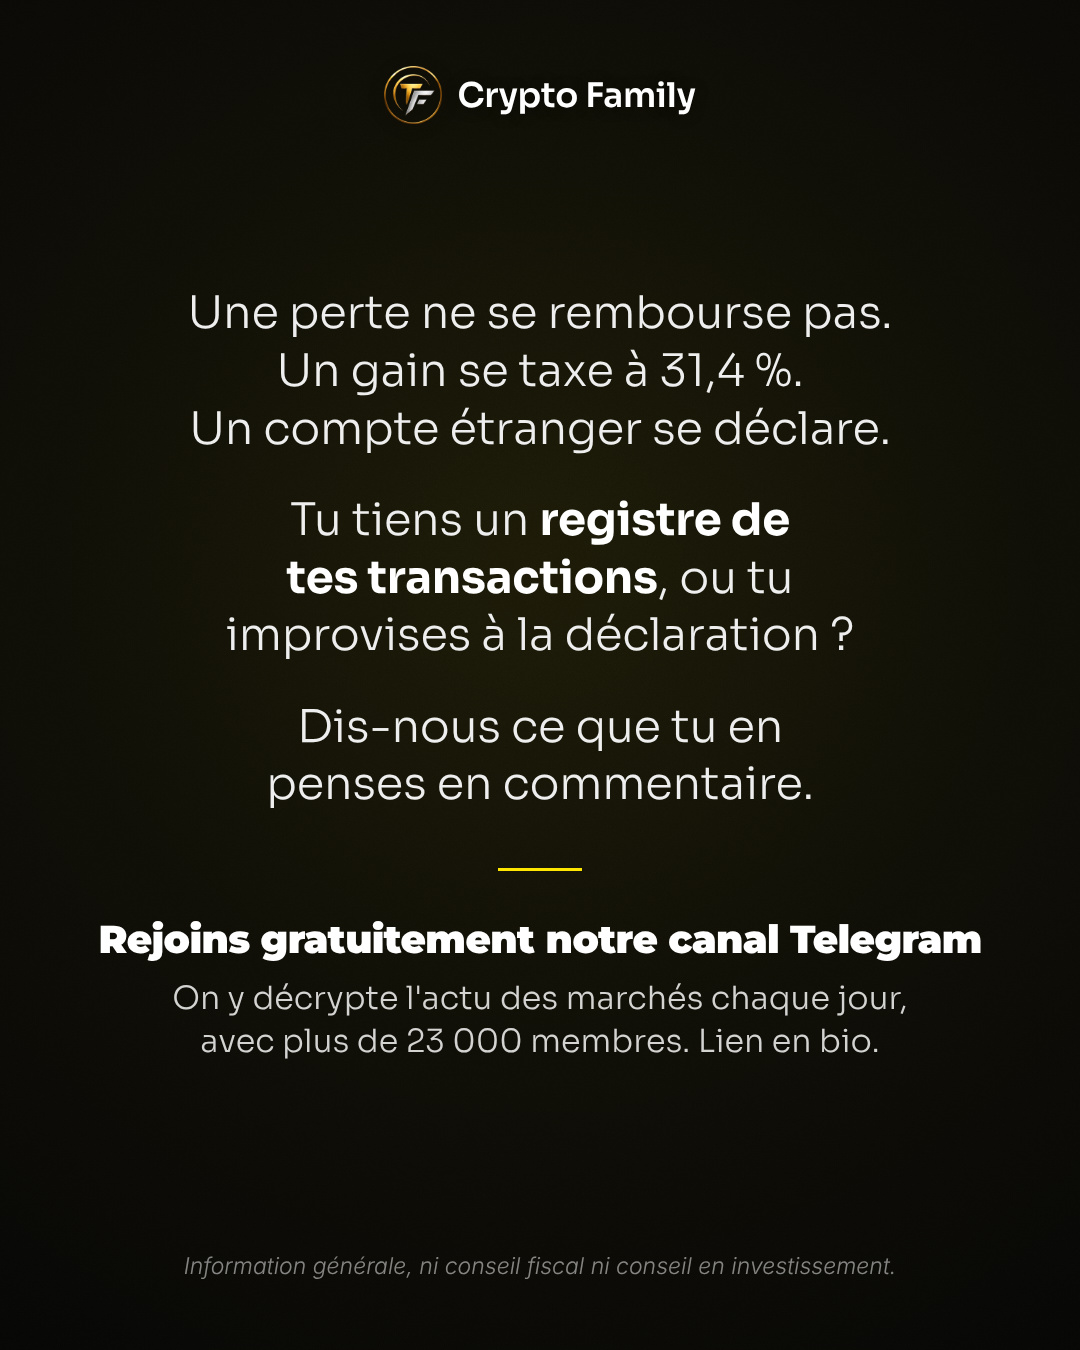 TF Crypto Family
Une perte ne se rembourse pas.
Un gain se taxe à 31,4 %.
Un compte étranger se déclare.
Tu tiens un registre de
tes transactions, ou tu
improvises à la déclaration ?
Dis-nous ce que tu en
penses en commentaire.
Rejoins gratuitement notre canal Telegram
On y décrypte l'actu des marchés chaque jour,
avec plus de 23 000 membres. Lien en bio.
Information générale, ni conseil fiscal ni conseil en investissement.